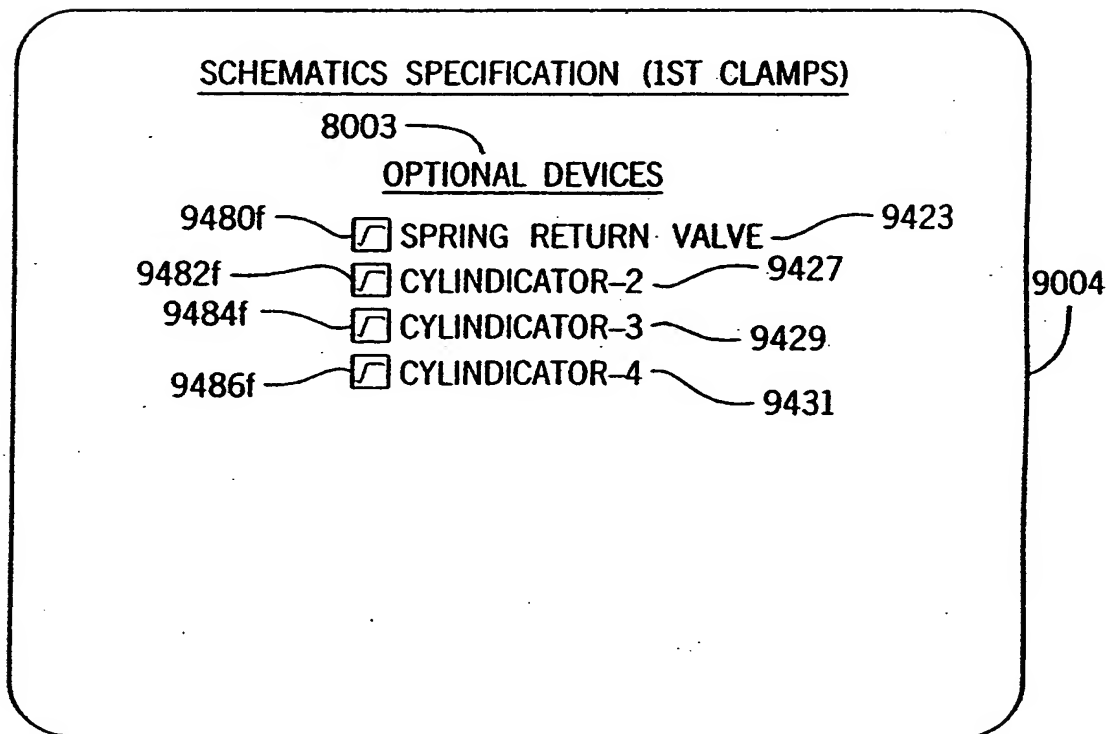 SCHEMATICS SPECIFICATION (1ST CLAMPS)
8003
OPTIONAL DEVICES
9480f SPRING RETURN VALVE 9423
9482f CYLINDICATOR-2 9427
9004
9484f CYLINDICATOR-3 9429
9486f CYLINDICATOR-4 9431